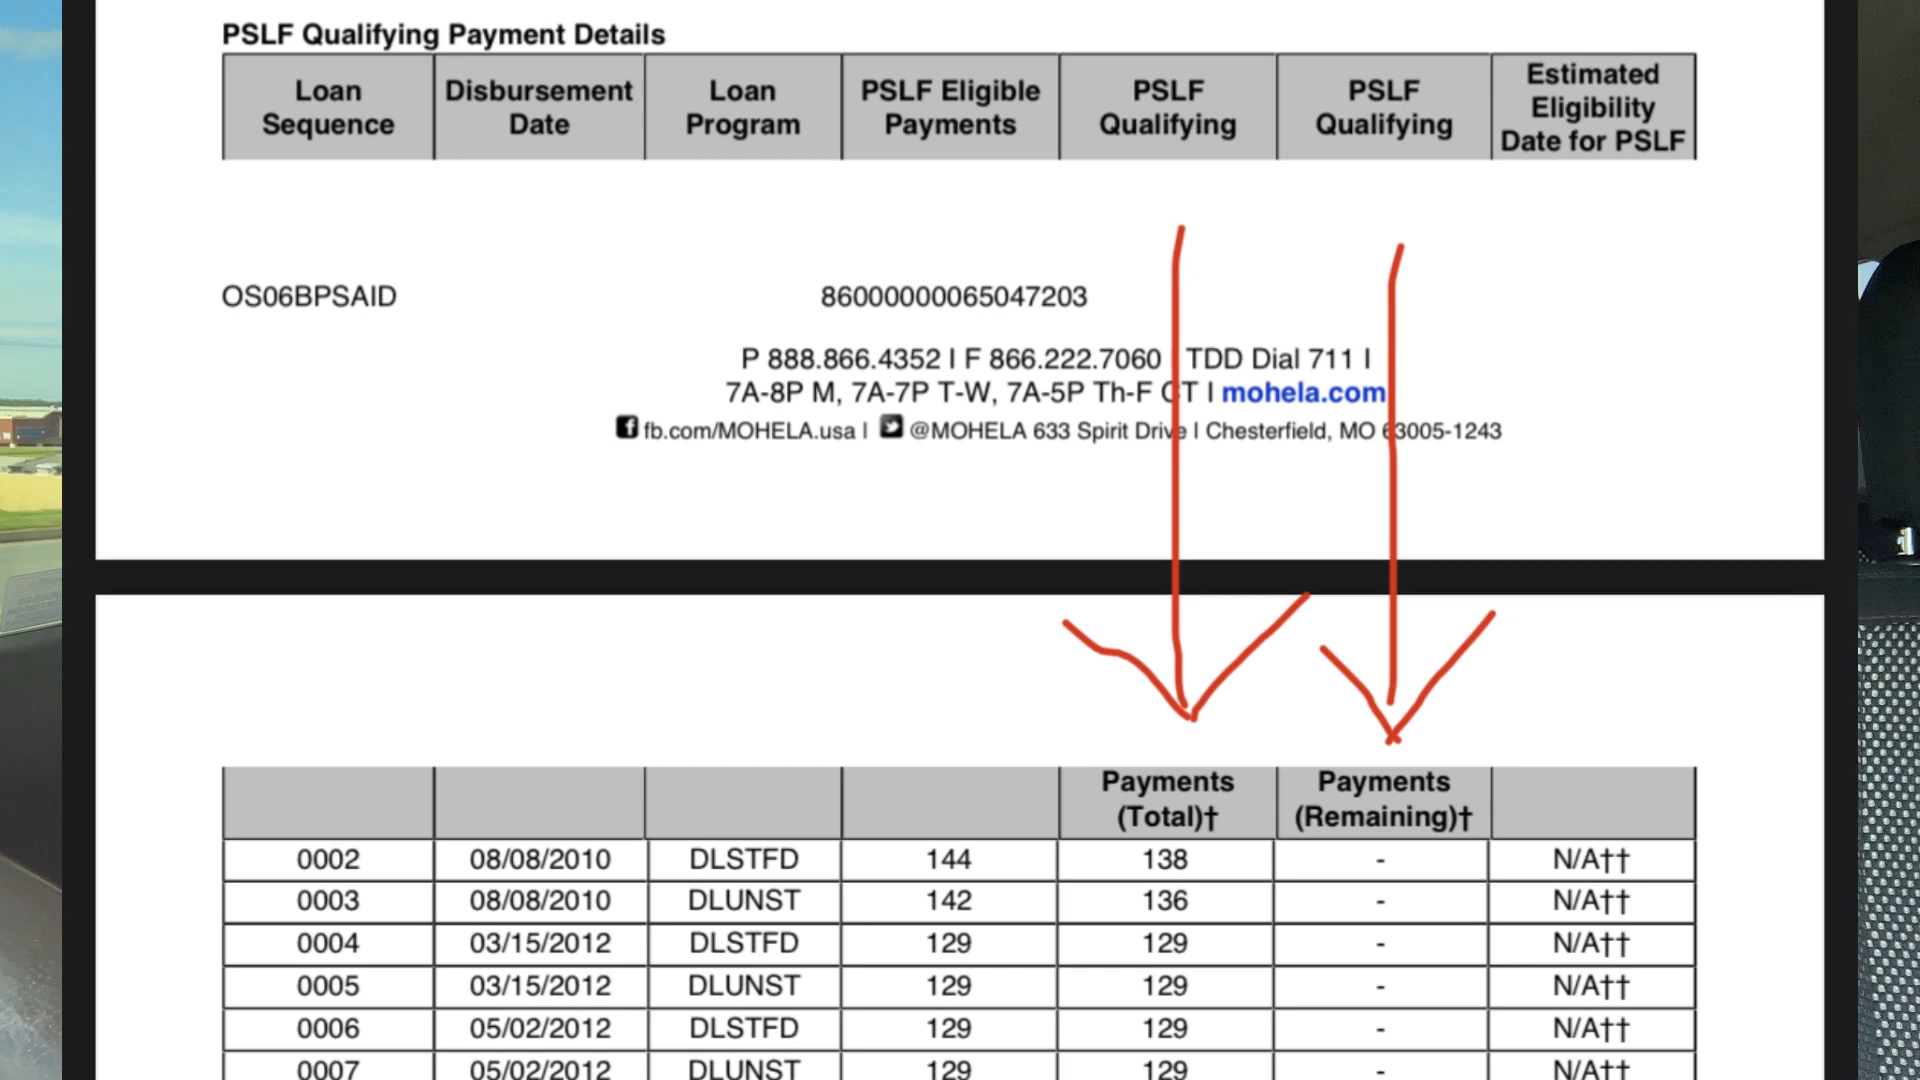 PSLF Qualifying Payment Details
Loan Sequence | Disbursement Date | Loan Program | PSLF Eligible Payments | PSLF Qualifying | PSLF Qualifying | Estimated Eligibility Date for PSLF
OS06BPSAID 86000000065047203
P 888.866.4352 I F 866.222.7060 I TDD Dial 711 I
7A-8P M, 7A-7P T-W, 7A-5P Th-F CT I mohela.com
fb.com/MOHELA.usa I @MOHELA 633 Spirit Drive I Chesterfield, MO 63005-1243
Payments (Total)† | Payments (Remaining)†
0002 08/08/2010 DLSTFD 144 138 - N/A††
0003 08/08/2010 DLUNST 142 136 - N/A††
0004 03/15/2012 DLSTFD 129 129 - N/A††
0005 03/15/2012 DLUNST 129 129 - N/A††
0006 05/02/2012 DLSTFD 129 129 - N/A††
0007 05/02/2012 DLUNST 129 129 - N/A††